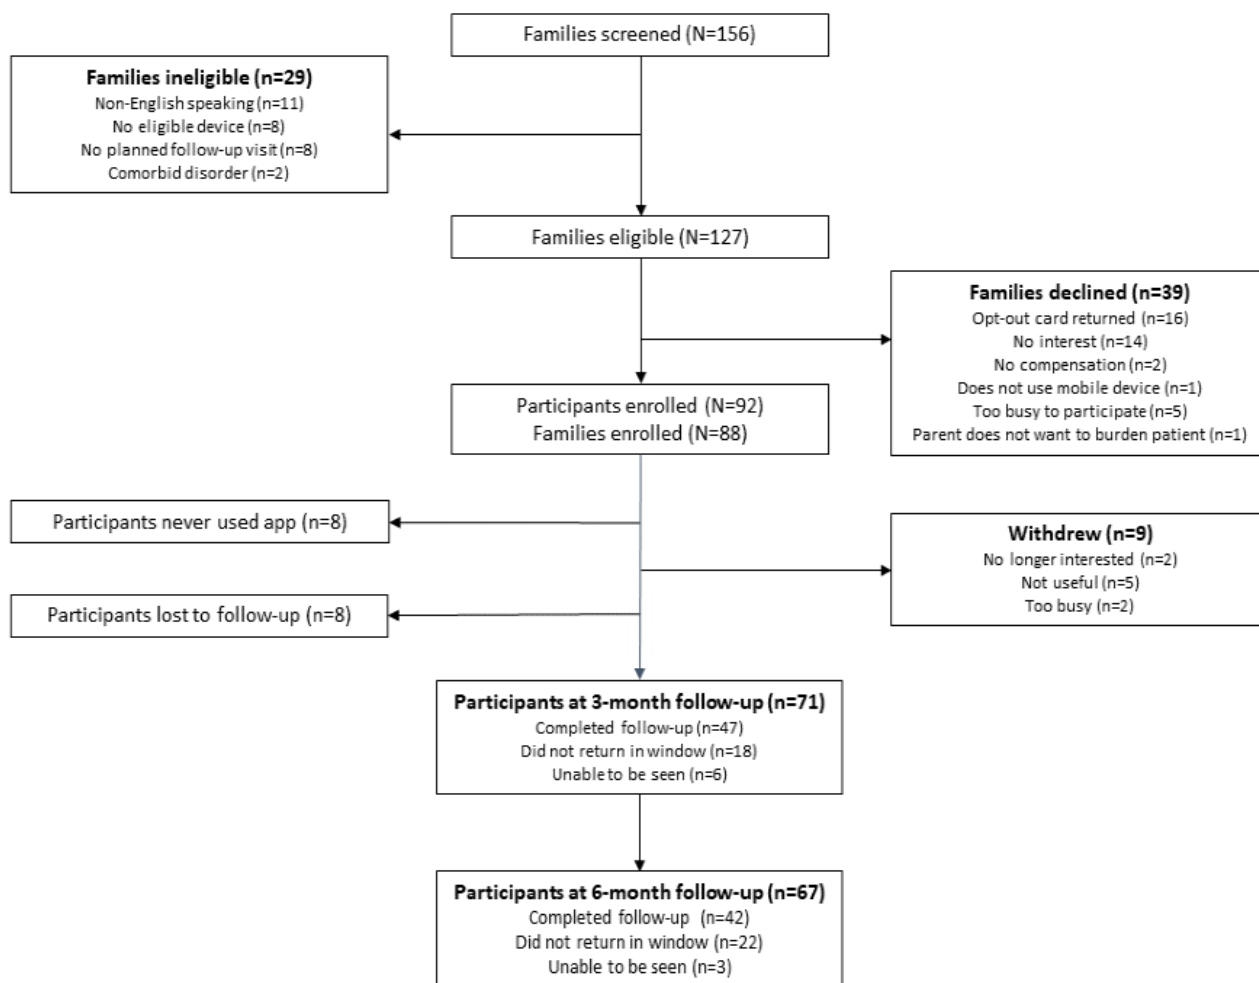 Families screened (N=156)
Families ineligible (n=29)
Non-English speaking (n=11)
No eligible device (n=8)
No planned follow-up visit (n=8)
Comorbid disorder (n=2)
Families eligible (N=127)
Families declined (n=39)
Opt-out card returned (n=16)
No interest (n=14)
No compensation (n=2)
Does not use mobile device (n=1)
Too busy to participate (n=5)
Parent does not want to burden patient (n=1)
Participants enrolled (N=92)
Families enrolled (N=88)
Participants never used app (n=8)
Withdrew (n=9)
No longer interested (n=2)
Not useful (n=5)
Too busy (n=2)
Participants lost to follow-up (n=8)
Participants at 3-month follow-up (n=71)
Completed follow-up (n=47)
Did not return in window (n=18)
Unable to be seen (n=6)
Participants at 6-month follow-up (n=67)
Completed follow-up (n=42)
Did not return in window (n=22)
Unable to be seen (n=3)